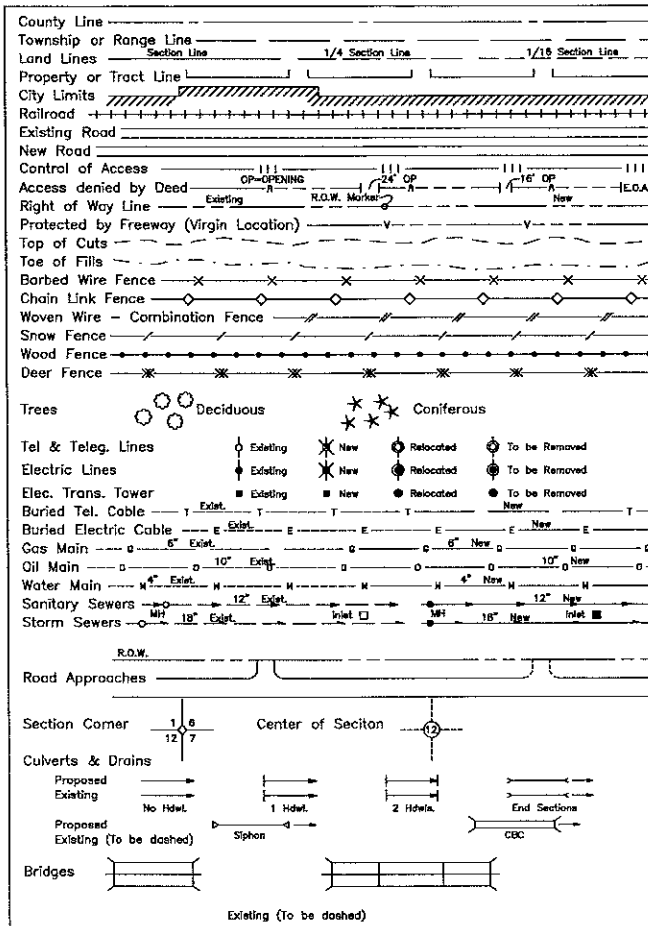 County Line
Township or Range Line
Section Line 1/4 Section Line 1/16 Section Line
Land Lines
Property or Tract Line
City Limits
Railroad
Existing Road
New Road
Control of Access
OP=OPENING 24' OP 16' OP
Access denied by Deed E.O.A.
Existing R.O.W. Marker New
Right of Way Line
Protected by Freeway (Virgin Location)
Top of Cuts
Toe of Fills
Barbed Wire Fence
Chain Link Fence
Woven Wire – Combination Fence
Snow Fence
Wood Fence
Deer Fence
Trees Deciduous Coniferous
Tel & Teleg. Lines Existing New Relocated To be Removed
Electric Lines Existing New Relocated To be Removed
Elec. Trans. Tower Existing New Relocated To be Removed
Buried Tel. Cable T Exist. T T T New T
Buried Electric Cable E Exist. E E E E New E
Gas Main G 6" Exist. G G G 6" New G G G
Oil Main O 10" Exist. O O O O O 10" New O
Water Main W 4" Exist. W W W W 4" New W W
Sanitary Sewers 12" Exist. 12" New
Storm Sewers MH 18" Exist. Inlet MH 18" New Inlet
R.O.W.
Road Approaches
Section Corner 1 6 Center of Seciton 12
12 7
Culverts & Drains
Proposed
Existing
No Hdwl. 1 Hdwl. 2 Hdwls. End Sections
Proposed
Existing (To be dashed) Siphon CBC
Bridges
Existing (To be dashed)